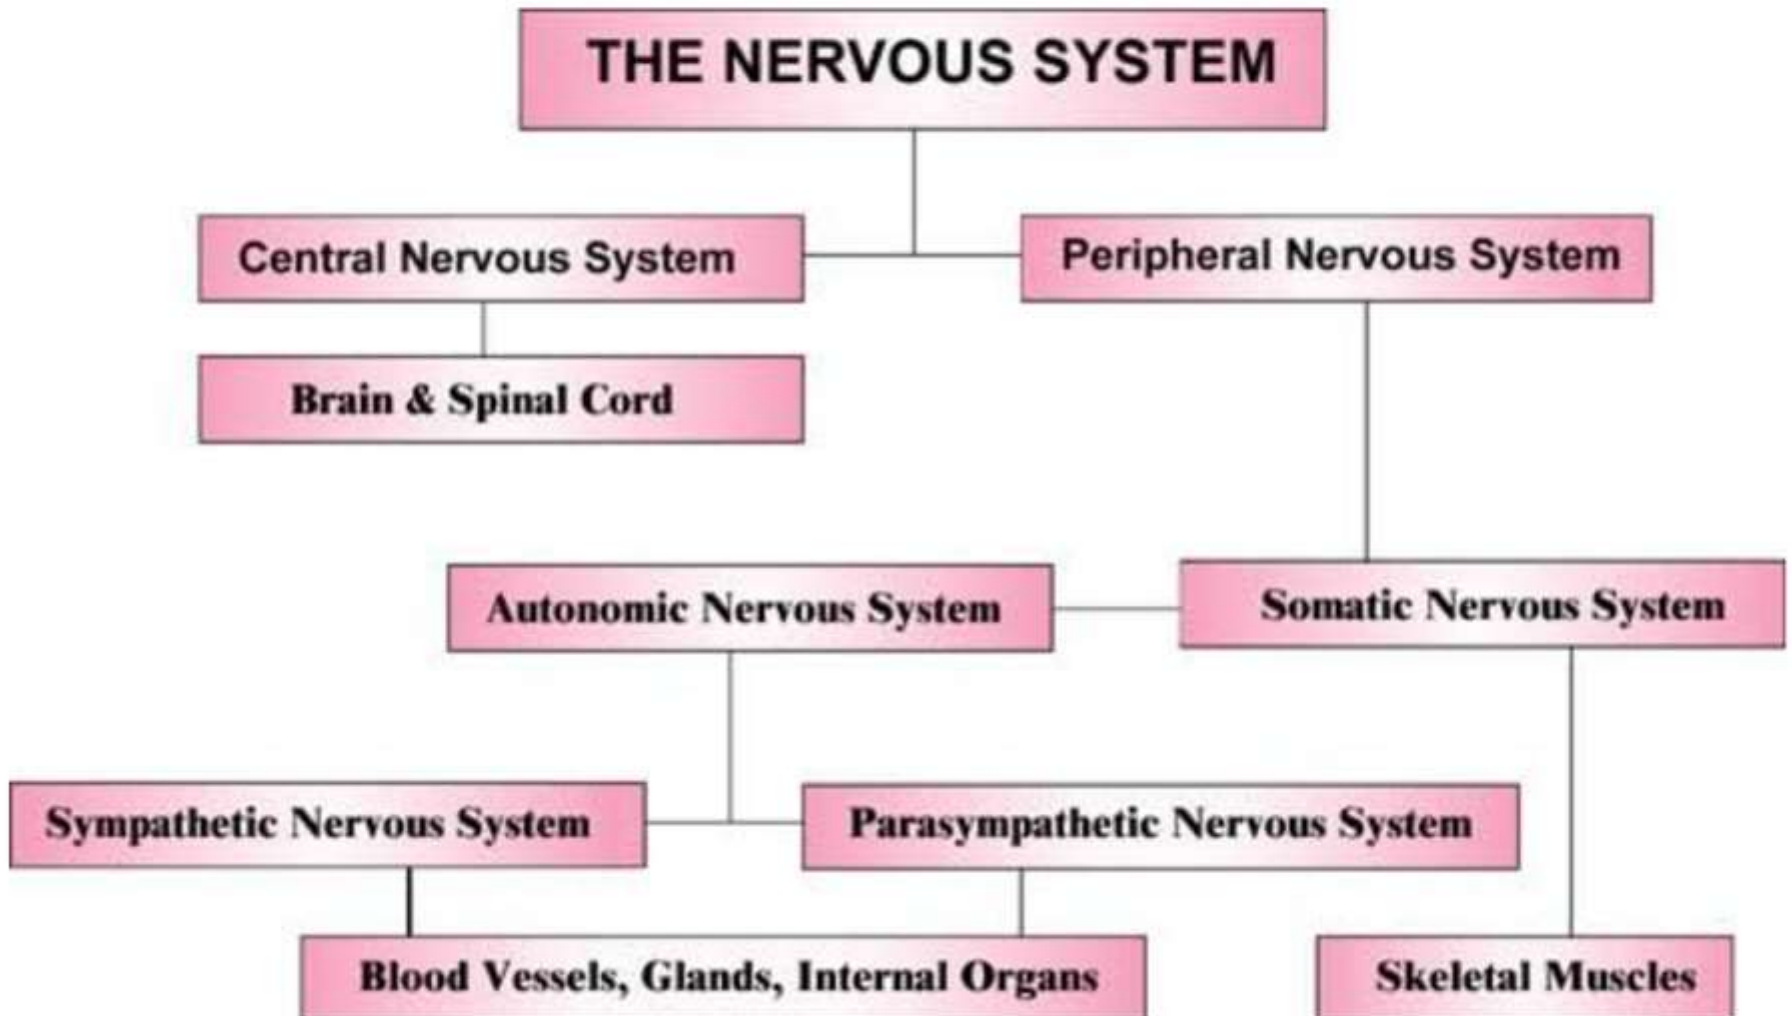 THE NERVOUS SYSTEM
Central Nervous System
Peripheral Nervous System
Brain & Spinal Cord
Autonomic Nervous System
Somatic Nervous System
Sympathetic Nervous System
Parasympathetic Nervous System
Blood Vessels, Glands, Internal Organs
Skeletal Muscles